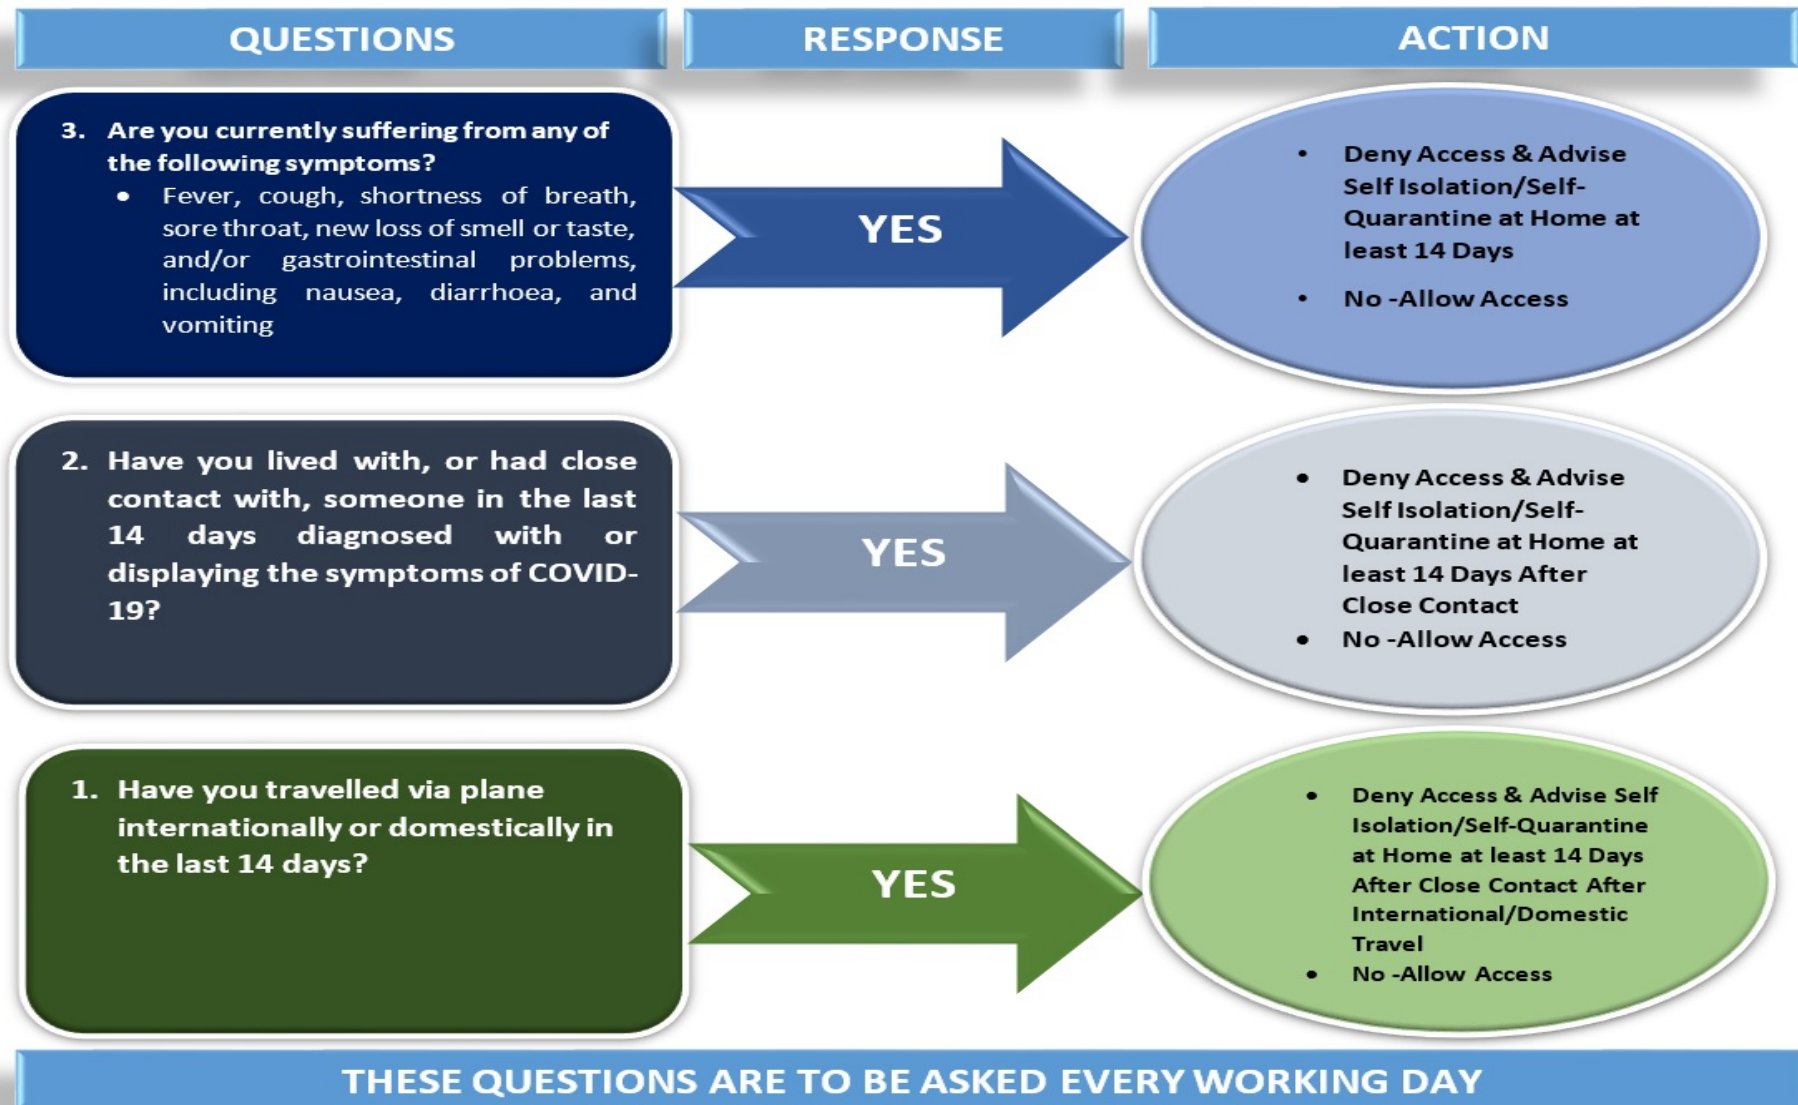 QUESTIONS
RESPONSE
ACTION
3. Are you currently suffering from any of
the following symptoms?
• Fever, cough, shortness of breath,
sore throat, new loss of smell or taste,
and/or gastrointestinal problems,
including nausea, diarrhoea, and
vomiting
YES
• Deny Access & Advise
Self Isolation/Self-
Quarantine at Home at
least 14 Days
• No -Allow Access
2. Have you lived with, or had close
contact with, someone in the last
14 days diagnosed with or
displaying the symptoms of COVID-
19?
YES
• Deny Access & Advise
Self Isolation/Self-
Quarantine at Home at
least 14 Days After
Close Contact
• No -Allow Access
1. Have you travelled via plane
internationally or domestically in
the last 14 days?
YES
• Deny Access & Advise Self
Isolation/Self-Quarantine
at Home at least 14 Days
After Close Contact After
International/Domestic
Travel
• No -Allow Access
THESE QUESTIONS ARE TO BE ASKED EVERY WORKING DAY